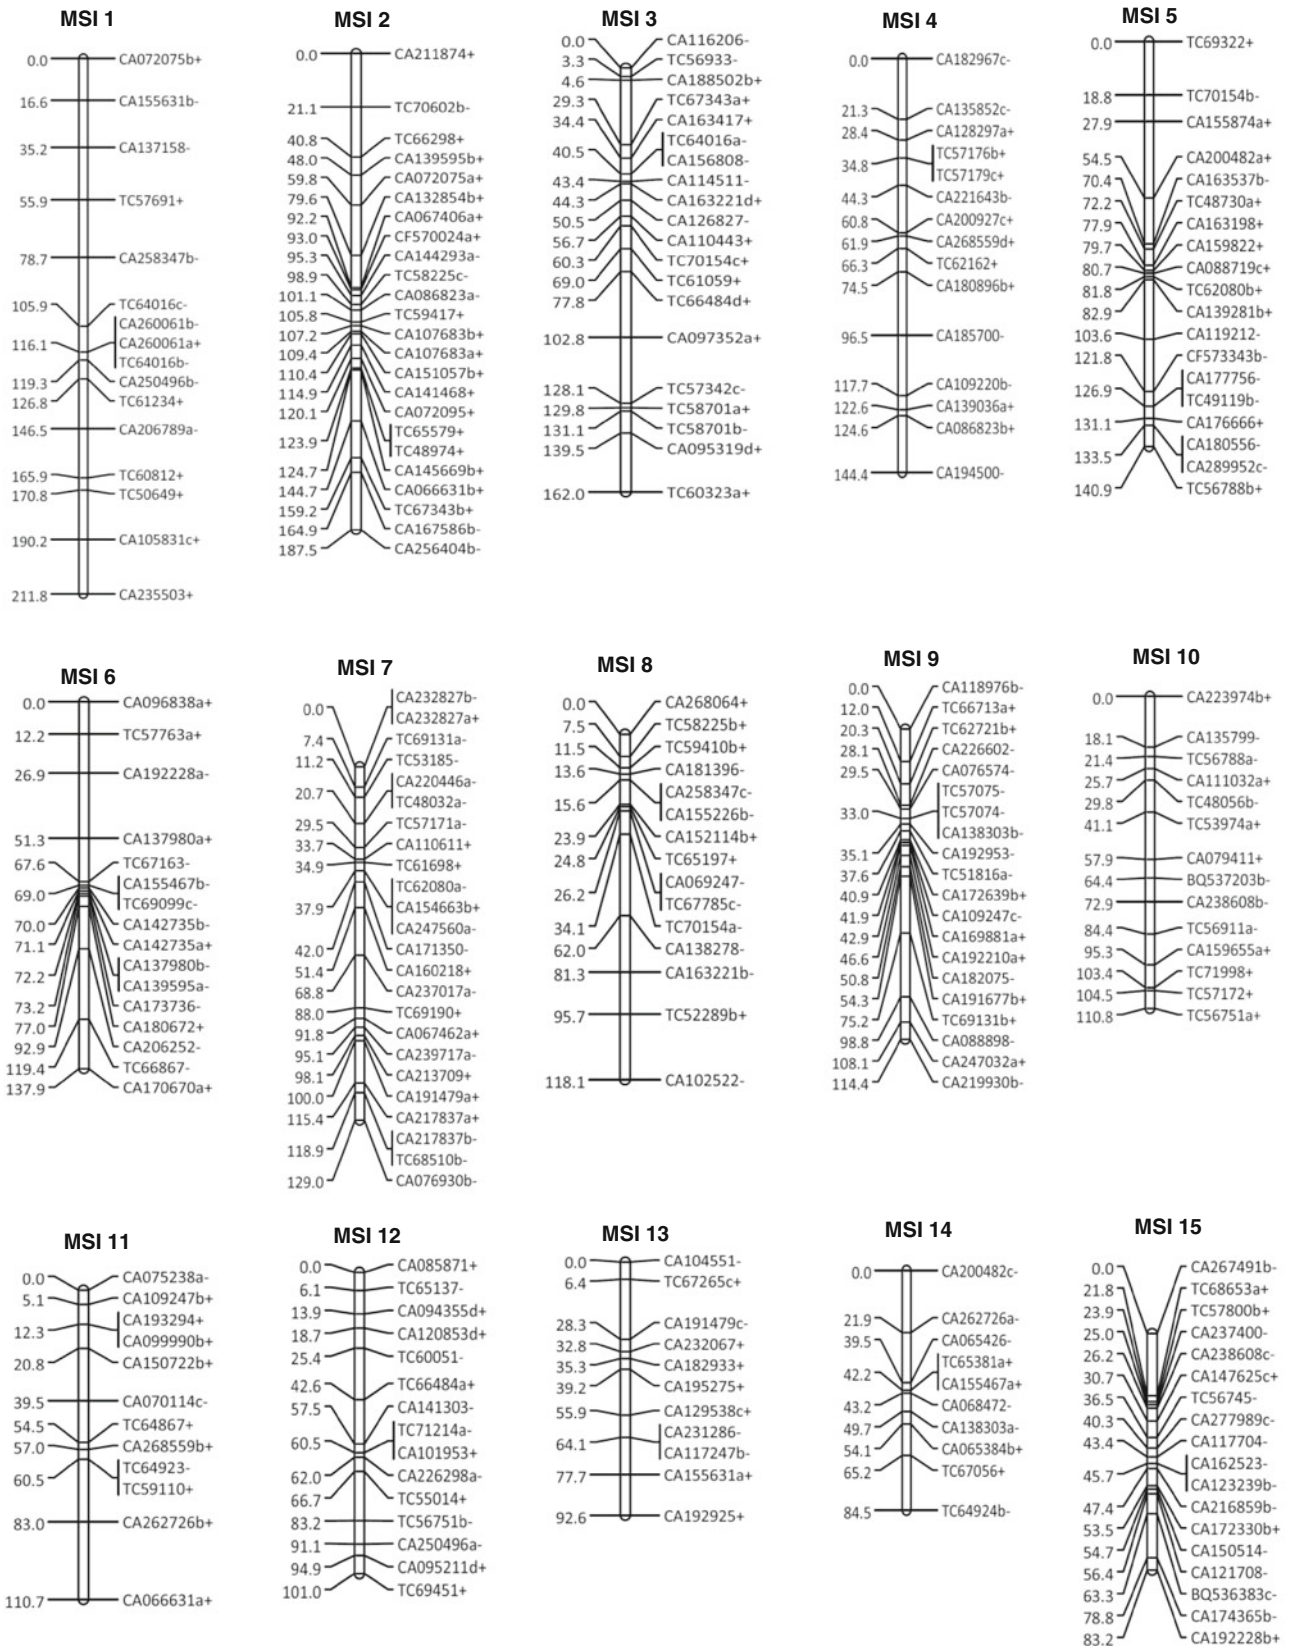 MSI 1
0.0 CA072075b+
16.6 CA155631b-
35.2 CA137158-
55.9 TC57691+
78.7 CA258347b-
105.9 TC64016c-
CA260061b-
116.1 CA260061a+
TC64016b-
119.3 CA250496b-
126.8 TC61234+
146.5 CA206789a-
165.9 TC60812+
170.8 TC50649+
190.2 CA105831c+
211.8 CA235503+
MSI 2
0.0 CA211874+
21.1 TC70602b-
40.8 TC66298+
48.0 CA139595b+
59.8 CA072075a+
79.6 CA132854b+
92.2 CA067406a+
93.0 CF570024a+
95.3 CA144293a-
98.9 TC58225c-
101.1 CA086823a-
105.8 TC59417+
107.2 CA107683b+
109.4 CA107683a+
110.4 CA151057b+
114.9 CA141468+
120.1 CA072095+
123.9 TC65579+
TC48974+
124.7 CA145669b+
144.7 CA066631b+
159.2 TC67343b+
164.9 CA167586b-
187.5 CA256404b-
MSI 3
0.0 CA116206-
3.3 TC56933-
4.6 CA188502b+
29.3 TC67343a+
34.4 CA163417+
40.5 TC64016a-
CA156808-
43.4 CA114511-
44.3 CA163221d+
50.5 CA126827-
56.7 CA110443+
60.3 TC70154c+
69.0 TC61059+
77.8 TC66484d+
102.8 CA097352a+
128.1 TC57342c-
129.8 TC58701a+
131.1 TC58701b-
139.5 CA095319d+
162.0 TC60323a+
MSI 4
0.0 CA182967c-
21.3 CA135852c-
28.4 CA128297a+
34.8 TC57176b+
TC57179c+
44.3 CA221643b-
60.8 CA200927c+
61.9 CA268559d+
66.3 TC62162+
74.5 CA180896b+
96.5 CA185700-
117.7 CA109220b-
122.6 CA139036a+
124.6 CA086823b+
144.4 CA194500-
MSI 5
0.0 TC69322+
18.8 TC70154b-
27.9 CA155874a+
54.5 CA200482a+
70.4 CA163537b-
72.2 TC48730a+
77.9 CA163198+
79.7 CA159822+
80.7 CA088719c+
81.8 TC62080b+
82.9 CA139281b+
103.6 CA119212-
121.8 CF573343b-
126.9 CA177756-
TC49119b-
131.1 CA176666+
133.5 CA180556-
CA289952c-
140.9 TC56788b+
MSI 6
0.0 CA096838a+
12.2 TC57763a+
26.9 CA192228a-
51.3 CA137980a+
67.6 TC67163-
69.0 CA155467b-
TC69099c-
70.0 CA142735b-
71.1 CA142735a+
72.2 CA137980b-
CA139595a-
73.2 CA173736-
77.0 CA180672+
92.9 CA206252-
119.4 TC66867-
137.9 CA170670a+
MSI 7
0.0 CA232827b-
CA232827a+
7.4 TC69131a-
11.2 TC53185-
20.7 CA220446a-
TC48032a-
29.5 TC57171a-
33.7 CA110611+
34.9 TC61698+
TC62080a-
37.9 CA154663b+
CA247560a-
42.0 CA171350-
51.4 CA160218+
68.8 CA237017a-
88.0 TC69190+
91.8 CA067462a+
95.1 CA239717a-
98.1 CA213709+
100.0 CA191479a+
115.4 CA217837a+
118.9 CA217837b-
TC68510b-
129.0 CA076930b-
MSI 8
0.0 CA268064+
7.5 TC58225b+
11.5 TC59410b+
13.6 CA181396-
15.6 CA258347c-
CA155226b-
23.9 CA152114b+
24.8 TC65197+
26.2 CA069247-
TC67785c-
34.1 TC70154a-
62.0 CA138278-
81.3 CA163221b-
95.7 TC52289b+
118.1 CA102522-
MSI 9
0.0 CA118976b-
12.0 TC66713a+
20.3 TC62721b+
28.1 CA226602-
29.5 CA076574-
TC57075-
33.0 TC57074-
CA138303b-
35.1 CA192953-
37.6 TC51816a-
40.9 CA172639b+
41.9 CA109247c-
42.9 CA169881a+
46.6 CA192210a+
50.8 CA182075-
54.3 CA191677b+
75.2 TC69131b+
98.8 CA088898-
108.1 CA247032a+
114.4 CA219930b-
MSI 10
0.0 CA223974b+
18.1 CA135799-
21.4 TC56788a-
25.7 CA111032a+
29.8 TC48056b-
41.1 TC53974a+
57.9 CA079411+
64.4 BQ537203b-
72.9 CA238608b-
84.4 TC56911a-
95.3 CA159655a+
103.4 TC71998+
104.5 TC57172+
110.8 TC56751a+
MSI 11
0.0 CA075238a-
5.1 CA109247b+
12.3 CA193294+
CA099990b+
20.8 CA150722b+
39.5 CA070114c-
54.5 TC64867+
57.0 CA268559b+
60.5 TC64923-
TC59110+
83.0 CA262726b+
110.7 CA066631a+
MSI 12
0.0 CA085871+
6.1 TC65137-
13.9 CA094355d+
18.7 CA120853d+
25.4 TC60051-
42.6 TC66484a+
57.5 CA141303-
60.5 TC71214a-
CA101953+
62.0 CA226298a-
66.7 TC55014+
83.2 TC56751b-
91.1 CA250496a-
94.9 CA095211d+
101.0 TC69451+
MSI 13
0.0 CA104551-
6.4 TC67265c+
28.3 CA191479c-
32.8 CA232067+
35.3 CA182933+
39.2 CA195275+
55.9 CA129538c+
64.1 CA231286-
CA117247b-
77.7 CA155631a+
92.6 CA192925+
MSI 14
0.0 CA200482c-
21.9 CA262726a-
39.5 CA065426-
42.2 TC65381a+
CA155467a+
43.2 CA068472-
49.7 CA138303a-
54.1 CA065384b+
65.2 TC67056+
84.5 TC64924b-
MSI 15
0.0 CA267491b-
21.8 TC68653a+
23.9 TC57800b+
25.0 CA237400-
26.2 CA238608c-
30.7 CA147625c+
36.5 TC56745-
40.3 CA277989c-
43.4 CA117704-
45.7 CA162523-
CA123239b-
47.4 CA216859b-
53.5 CA172330b+
54.7 CA150514-
56.4 CA121708-
63.3 BQ536383c-
78.8 CA174365b-
83.2 CA192228b+